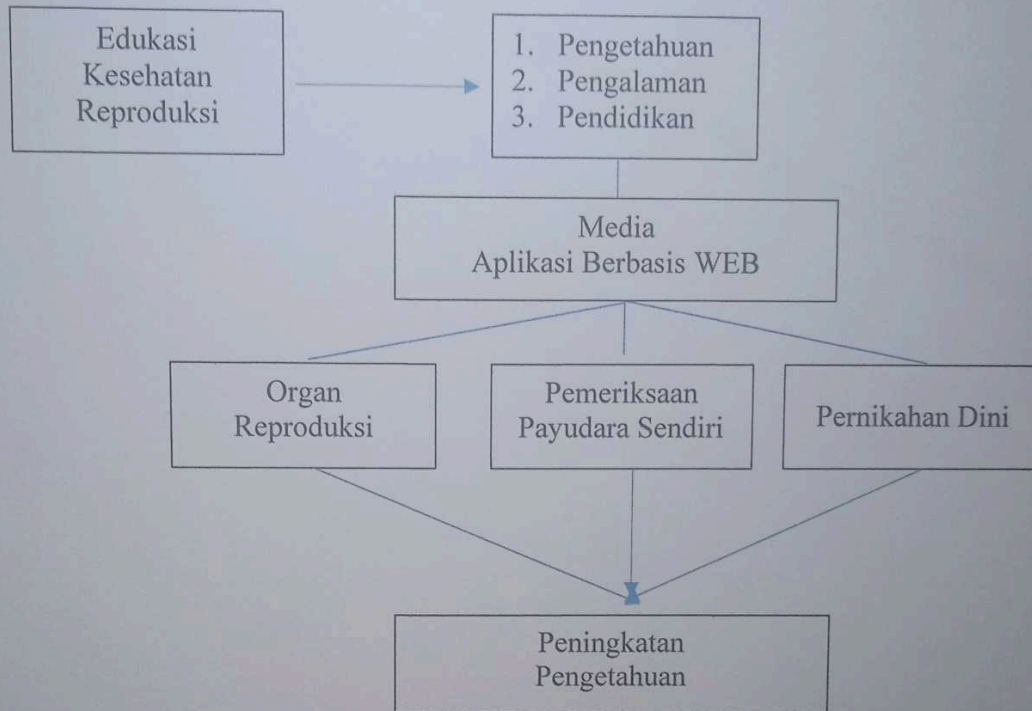 Edukasi
Kesehatan
Reproduksi
1. Pengetahuan
2. Pengalaman
3. Pendidikan
Media
Aplikasi Berbasis WEB
Organ
Reproduksi
Pemeriksaan
Payudara Sendiri
Pernikahan Dini
Peningkatan
Pengetahuan